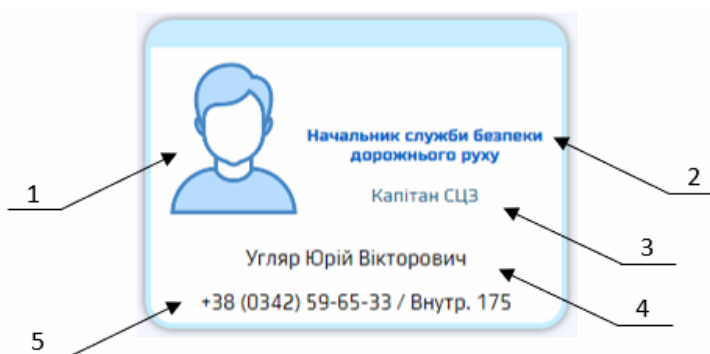 Начальник служби безпеки
дорожнього руху
2
1
Капітан СЦЗ
3
Угляр Юрій Вікторович
4
+38 (0342) 59-65-33 / Внутр. 175
5